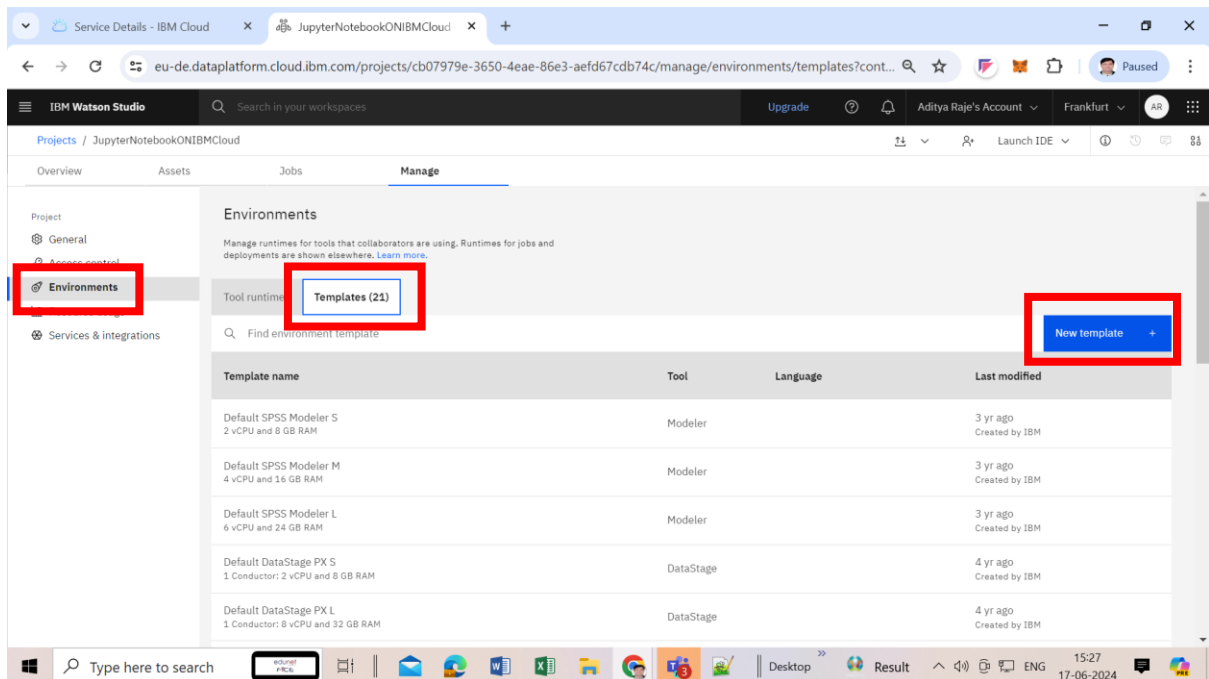 Service Details - IBM Cloud
JupyterNotebookONIBMCloud
eu-de.dataplatform.cloud.ibm.com/projects/cb07979e-3650-4eae-86e3-aefd67cdb74c/manage/environments/templates?cont...
Paused
IBM Watson Studio
Search in your workspaces
Upgrade
Aditya Raje's Account
Frankfurt
AR
Projects / JupyterNotebookONIBMCloud
Launch IDE
Overview
Assets
Jobs
Manage
Project
General
Access control
Environments
Services & integrations
Environments
Manage runtimes for tools that collaborators are using. Runtimes for jobs and
deployments are shown elsewhere. Learn more.
Tool runtime
Templates (21)
Find environment template
New template +
Template name Tool Language Last modified
Default SPSS Modeler S Modeler 3 yr ago
2 vCPU and 8 GB RAM Created by IBM
Default SPSS Modeler M Modeler 3 yr ago
4 vCPU and 16 GB RAM Created by IBM
Default SPSS Modeler L Modeler 3 yr ago
6 vCPU and 24 GB RAM Created by IBM
Default DataStage PX S DataStage 4 yr ago
1 Conductor: 2 vCPU and 8 GB RAM Created by IBM
Default DataStage PX L DataStage 4 yr ago
1 Conductor: 8 vCPU and 32 GB RAM Created by IBM
Type here to search
Desktop
Result
ENG
15:27
17-06-2024